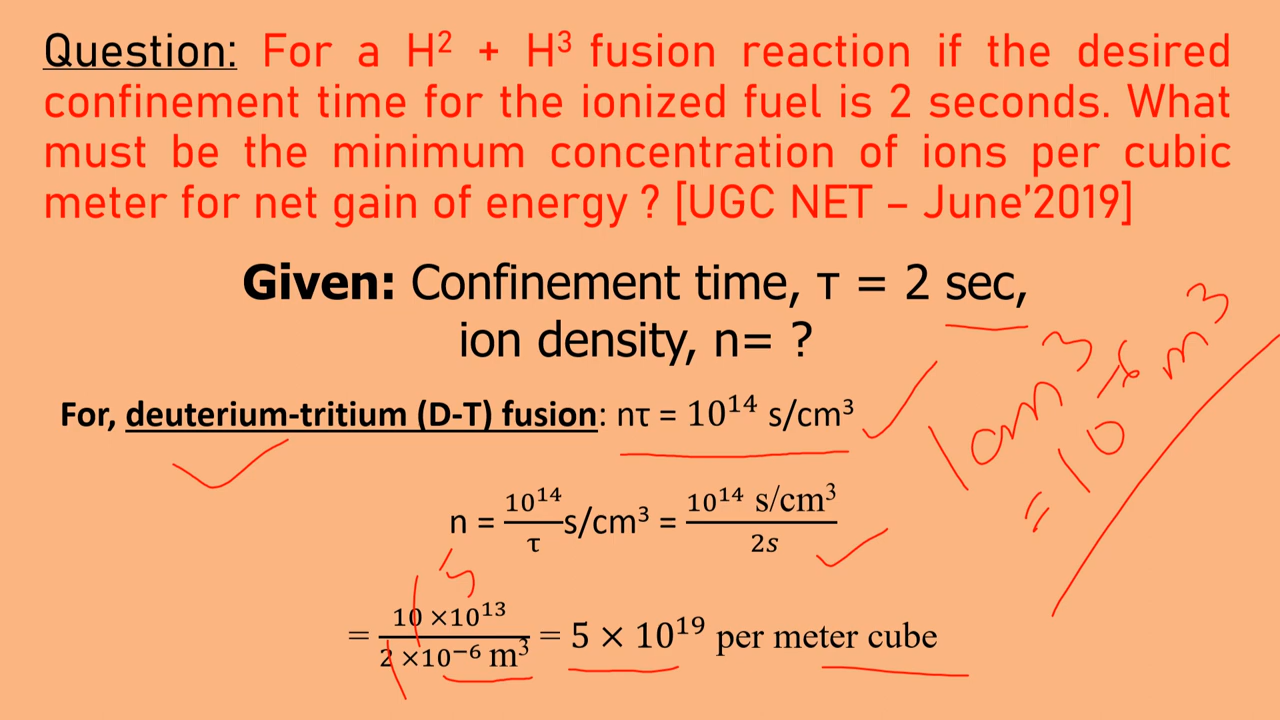 Question: For a H² + H³ fusion reaction if the desired
confinement time for the ionized fuel is 2 seconds. What
must be the minimum concentration of ions per cubic
meter for net gain of energy ? [UGC NET – June'2019]
Given: Confinement time, τ = 2 sec,
ion density, n= ?
For, deuterium-tritium (D-T) fusion: nτ = 10¹⁴ s/cm³
n = 10¹⁴/τ s/cm³ = 10¹⁴ s/cm³/2s
= 10 ×10¹³/2 ×10⁻⁶ m³ = 5 × 10¹⁹ per meter cube
5
1 cm³
= 10⁻⁶ m³